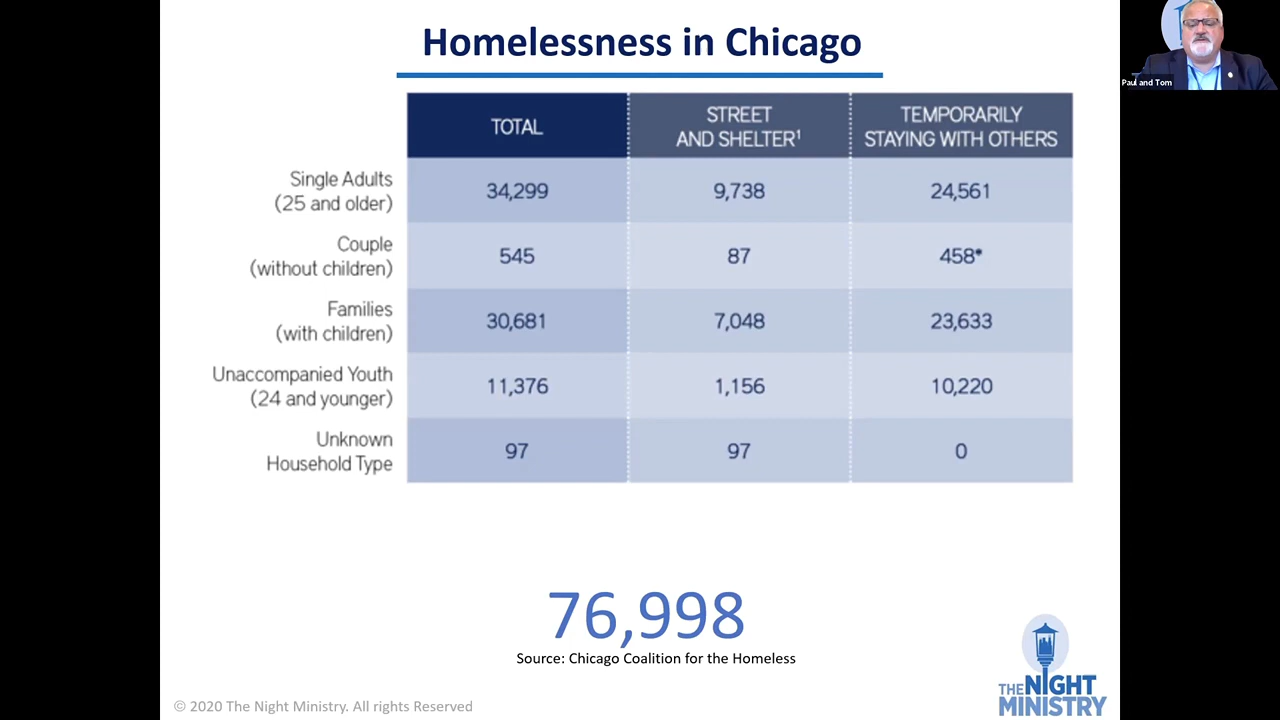 Homelessness in Chicago
Paul and Tom
TOTAL
STREET
AND SHELTER¹
TEMPORARILY
STAYING WITH OTHERS
Single Adults
(25 and older)
34,299
9,738
24,561
Couple
(without children)
545
87
458*
Families
(with children)
30,681
7,048
23,633
Unaccompanied Youth
(24 and younger)
11,376
1,156
10,220
Unknown
Household Type
97
97
0
76,998
Source: Chicago Coalition for the Homeless
© 2020 The Night Ministry. All rights Reserved
THE NIGHT
MINISTRY